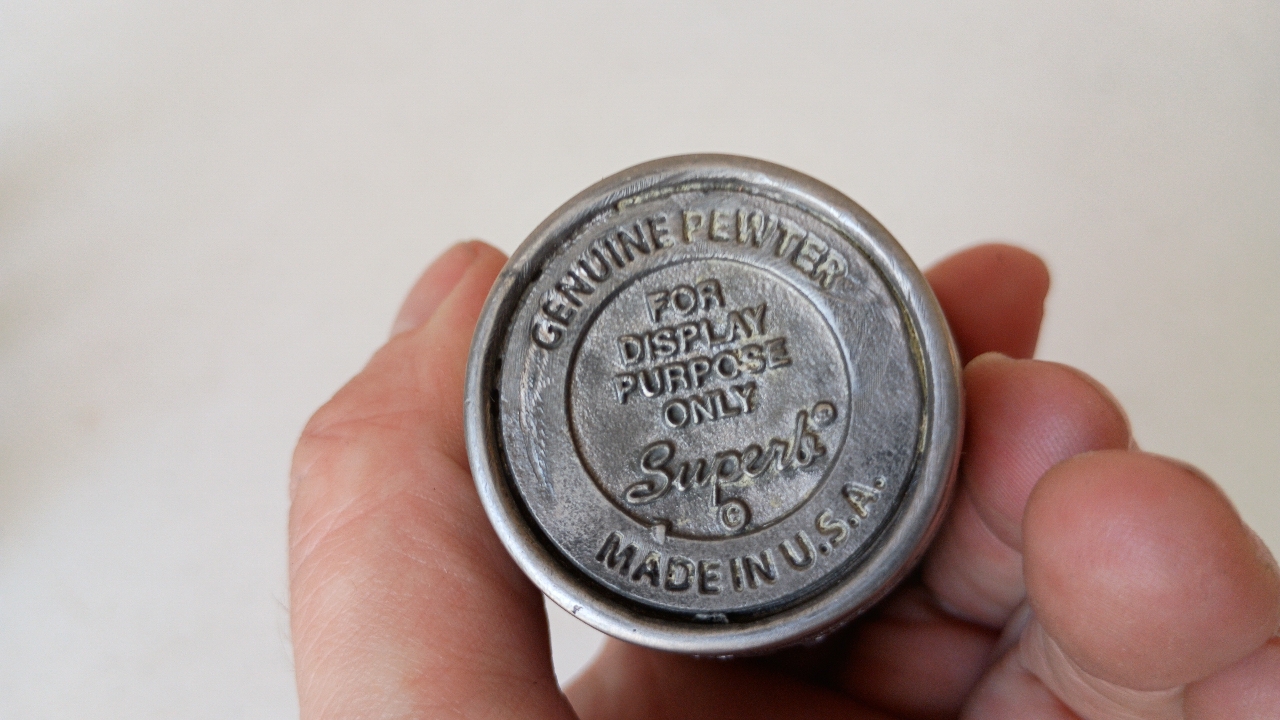 GENUINE PEWTER
FOR
DISPLAY
PURPOSE
ONLY
Superb®
©
MADE IN U.S.A.